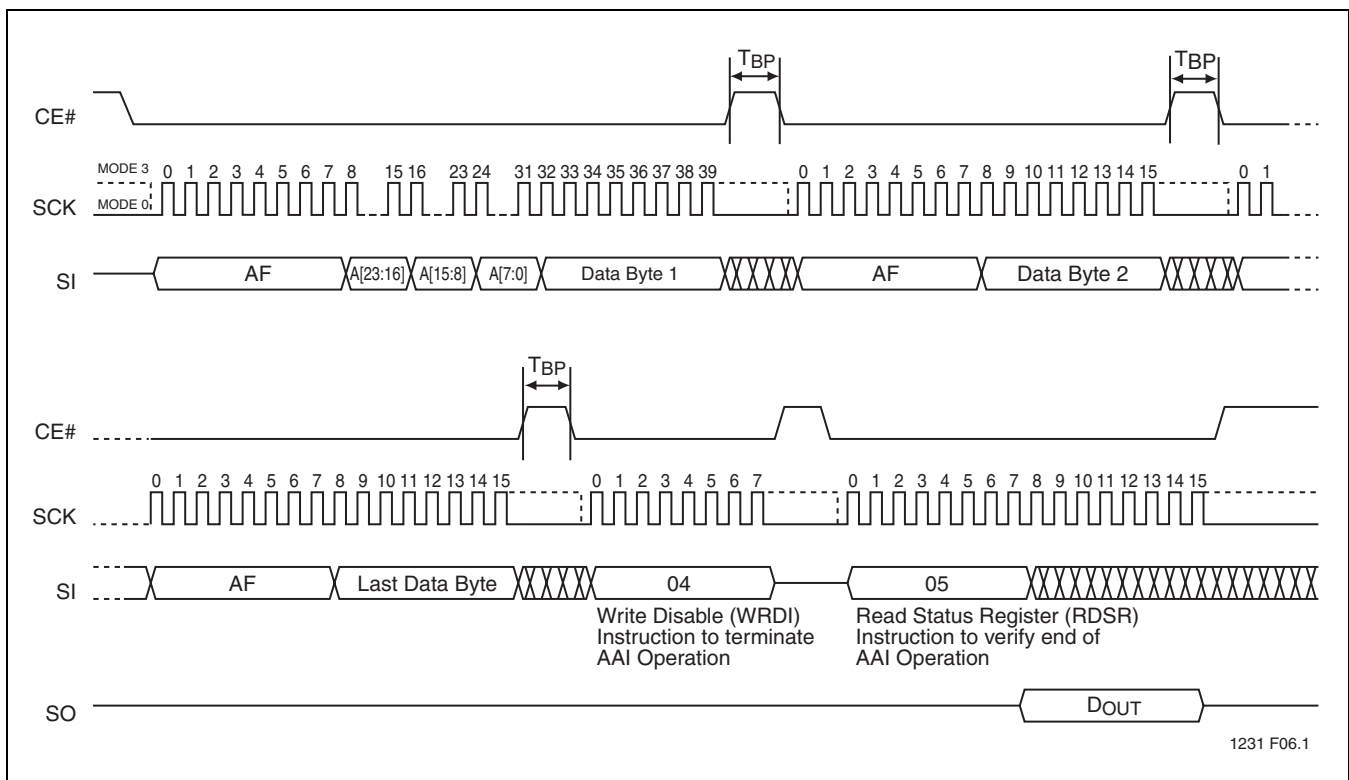 TBP TBP
CE#
MODE 3 0 1 2 3 4 5 6 7 8 15 16 23 24 31 32 33 34 35 36 37 38 39 0 1 2 3 4 5 6 7 8 9 10 11 12 13 14 15 0 1
SCK MODE 0
SI AF A[23:16] A[15:8] A[7:0] Data Byte 1 AF Data Byte 2
TBP
CE#
0 1 2 3 4 5 6 7 8 9 10 11 12 13 14 15 0 1 2 3 4 5 6 7 0 1 2 3 4 5 6 7 8 9 10 11 12 13 14 15
SCK
SI AF Last Data Byte 04 05
Write Disable (WRDI)
Instruction to terminate
AAI Operation
Read Status Register (RDSR)
Instruction to verify end of
AAI Operation
SO DOUT
1231 F06.1